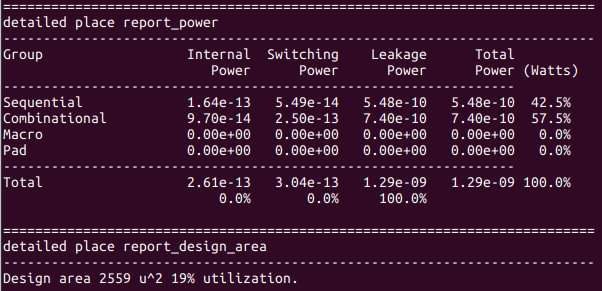 ==========================================================================
detailed place report_power
--------------------------------------------------------------------------
Group                  Internal  Switching    Leakage      Total
                          Power      Power      Power      Power (Watts)
----------------------------------------------------------------
Sequential             1.64e-13   5.49e-14   5.48e-10   5.48e-10  42.5%
Combinational          9.70e-14   2.50e-13   7.40e-10   7.40e-10  57.5%
Macro                  0.00e+00   0.00e+00   0.00e+00   0.00e+00   0.0%
Pad                    0.00e+00   0.00e+00   0.00e+00   0.00e+00   0.0%
----------------------------------------------------------------
Total                  2.61e-13   3.04e-13   1.29e-09   1.29e-09 100.0%
                           0.0%       0.0%     100.0%
==========================================================================
detailed place report_design_area
--------------------------------------------------------------------------
Design area 2559 u^2 19% utilization.